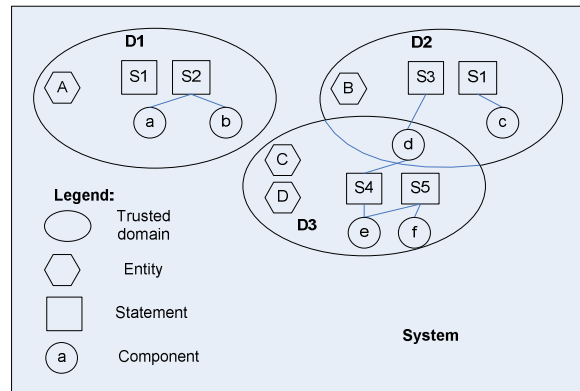 D1
D2
A
S1
S2
B
S3
S1
a
b
d
c
C
D
S4
S5
D3
e
f
Legend:
Trusted
domain
Entity
Statement
a
Component
System